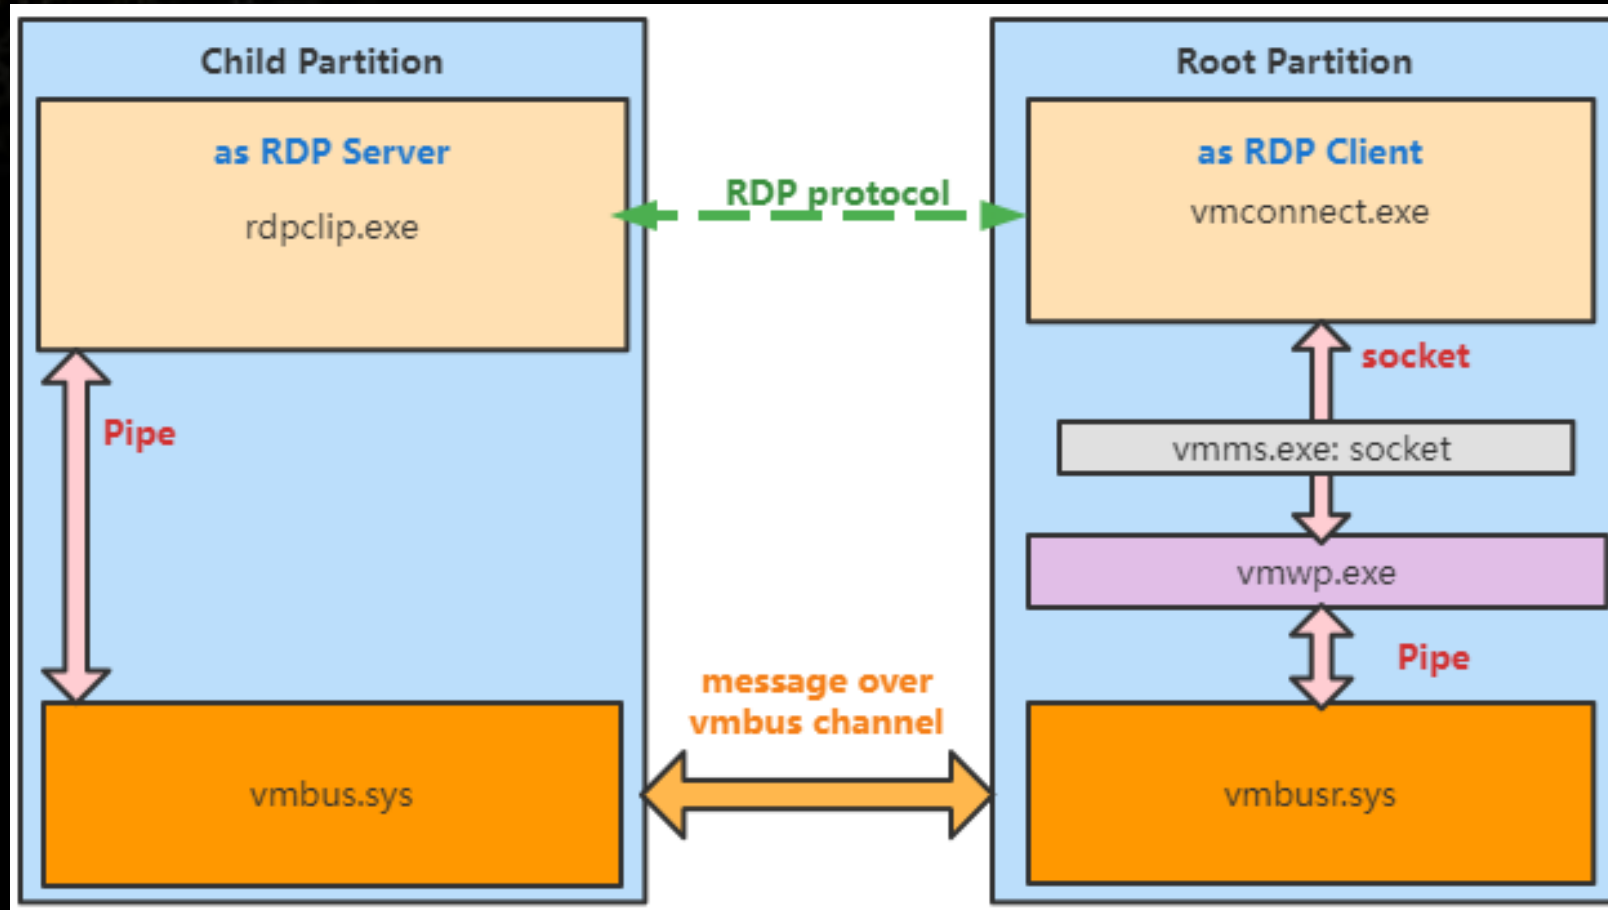 Child Partition
as RDP Server
rdpclip.exe
Pipe
vmbus.sys
RDP protocol
message over
vmbus channel
Root Partition
as RDP Client
vmconnect.exe
socket
vmms.exe: socket
vmwp.exe
Pipe
vmbusr.sys